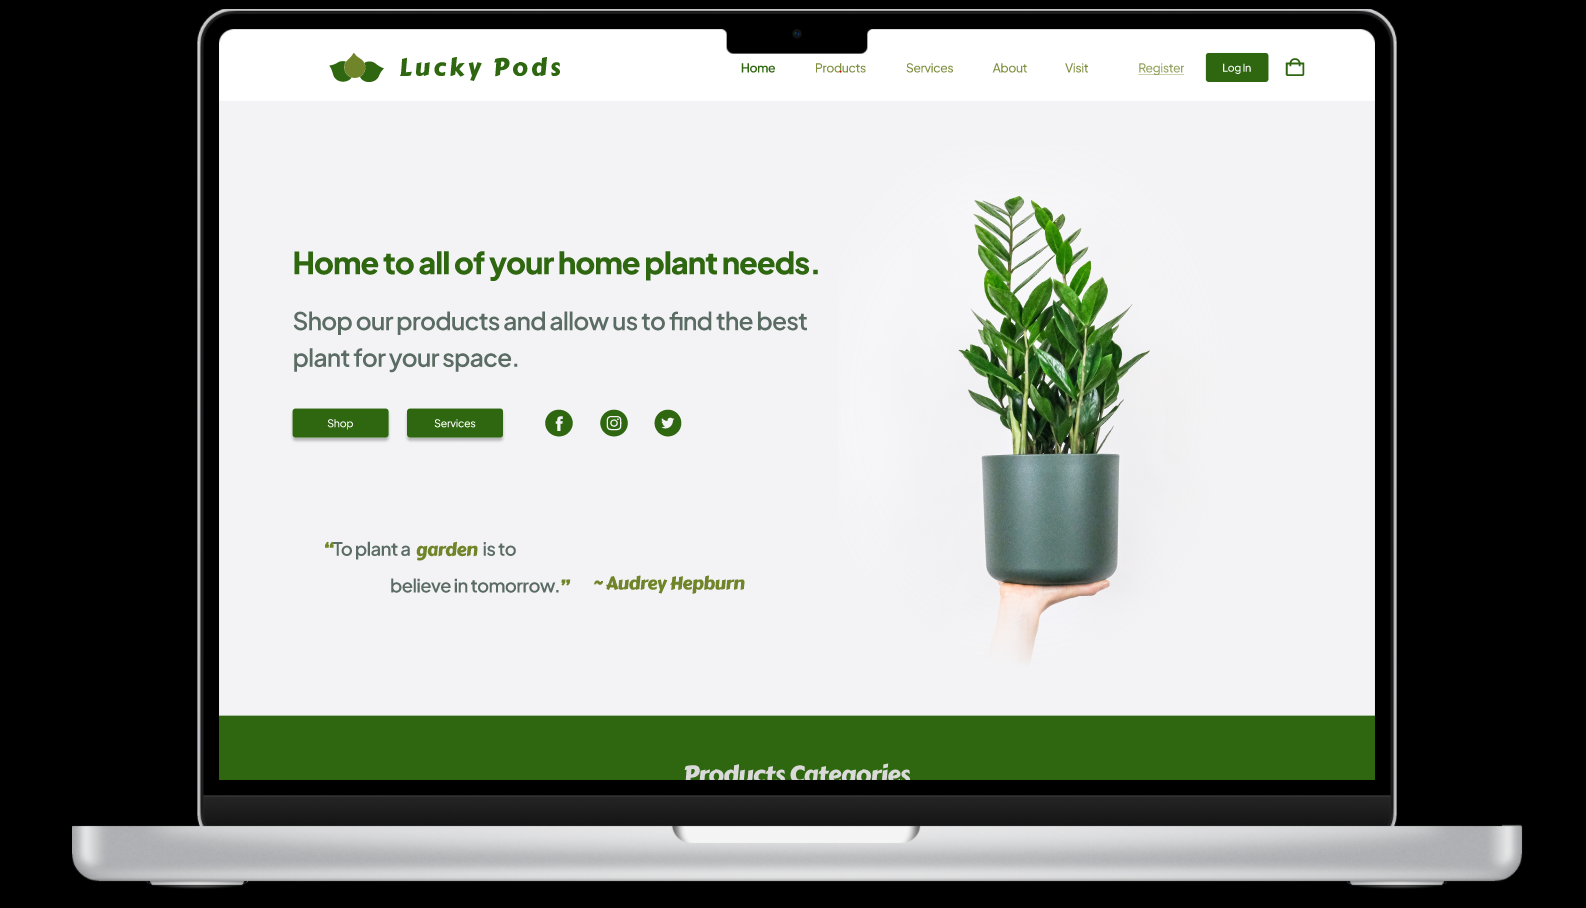 Lucky Pods
Home Products Services About Visit Register Log In
Home to all of your home plant needs.
Shop our products and allow us to find the best
plant for your space.
Shop Services
“To plant a garden is to
believe in tomorrow.” ~ Audrey Hepburn
Products Categories